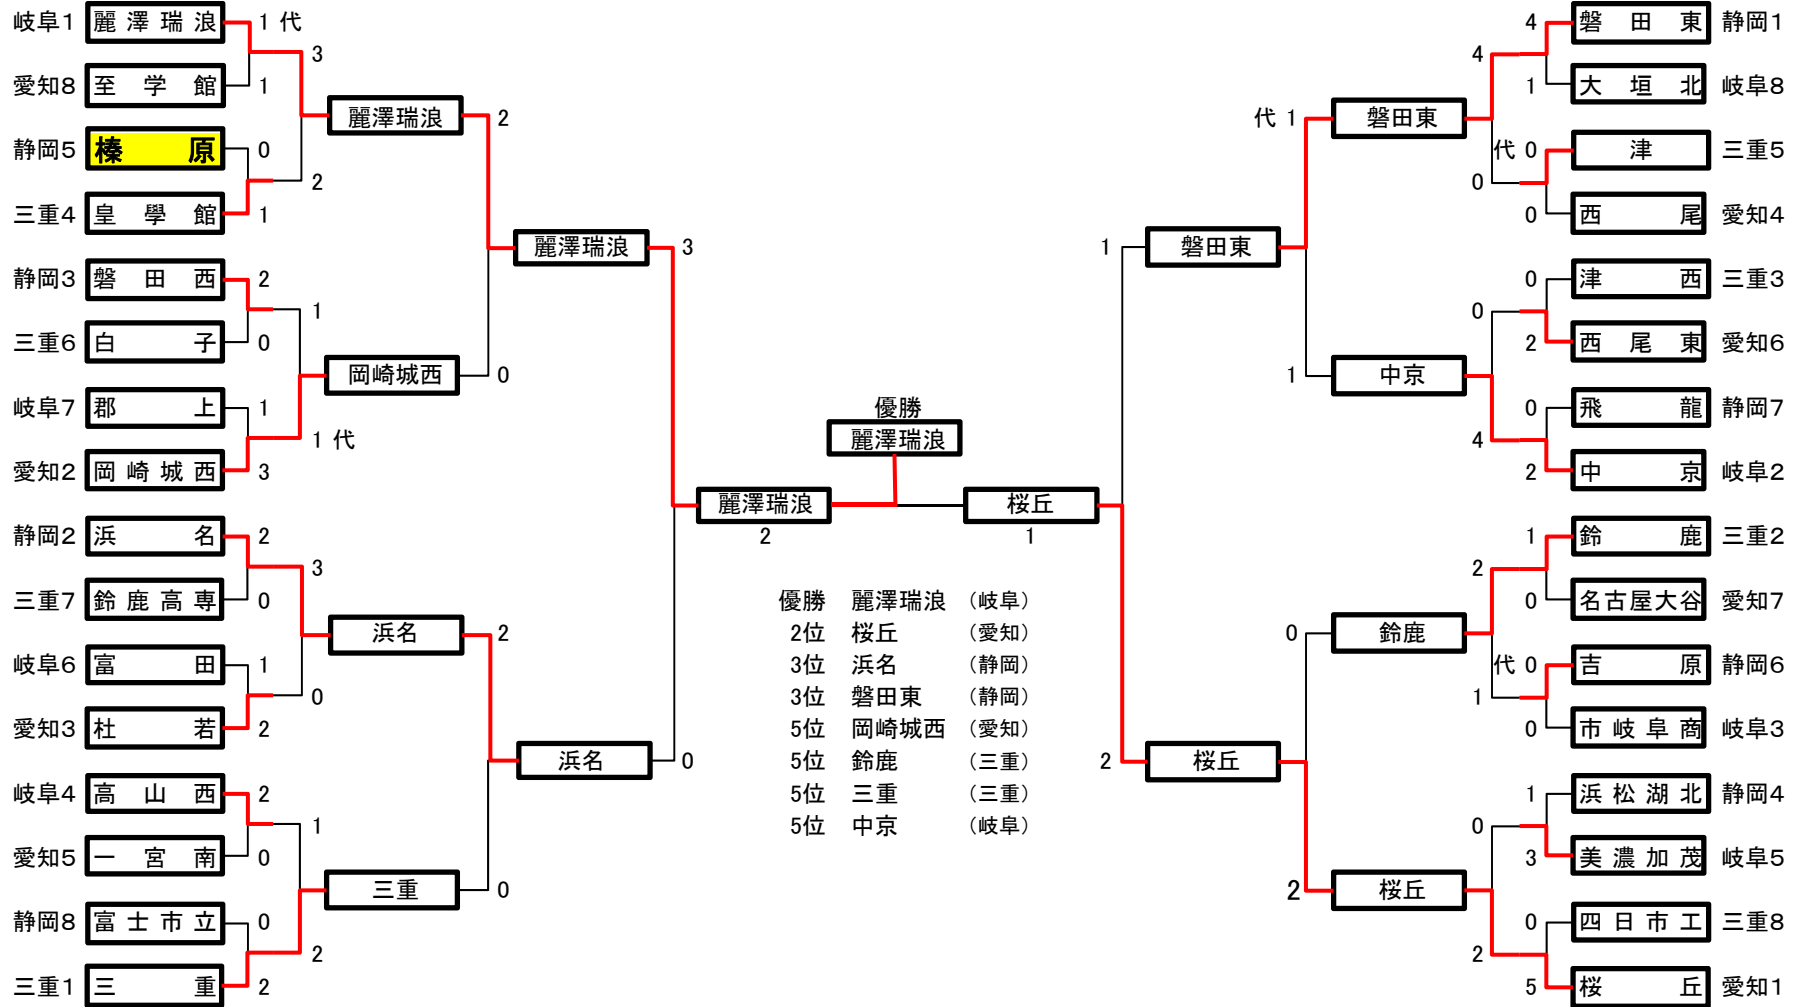 岐阜1 麗澤瑞浪 1 代
3
愛知8 至学館 1
麗澤瑞浪 2
静岡5 榛原 0
2
三重4 皇學館 1
麗澤瑞浪 3
静岡3 磐田西 2
1
三重6 白子 0
岡崎城西 0
岐阜7 郡上 1
1 代
愛知2 岡崎城西 3
静岡2 浜名 2
3
三重7 鈴鹿高専 0
浜名 2
岐阜6 富田 1
0
愛知3 杜若 2
浜名 0
岐阜4 高山西 2
1
愛知5 一宮南 0
三重 0
静岡8 富士市立 0
2
三重1 三重 2
優勝
麗澤瑞浪
麗澤瑞浪 桜丘
2 1
優勝 麗澤瑞浪 (岐阜)
2位 桜丘 (愛知)
3位 浜名 (静岡)
3位 磐田東 (静岡)
5位 岡崎城西 (愛知)
5位 鈴鹿 (三重)
5位 三重 (三重)
5位 中京 (岐阜)
4 磐田東 静岡1
4
1 大垣北 岐阜8
代 1 磐田東
代 0 津 三重5
0
0 西尾 愛知4
1 磐田東
0 津西 三重3
0
2 西尾東 愛知6
1 中京
0 飛龍 静岡7
4
2 中京 岐阜2
1 鈴鹿 三重2
2
0 名古屋大谷 愛知7
0 鈴鹿
代 0 吉原 静岡6
1
0 市岐阜商 岐阜3
2 桜丘
1 浜松湖北 静岡4
0
3 美濃加茂 岐阜5
2 桜丘
0 四日市工 三重8
2
5 桜丘 愛知1